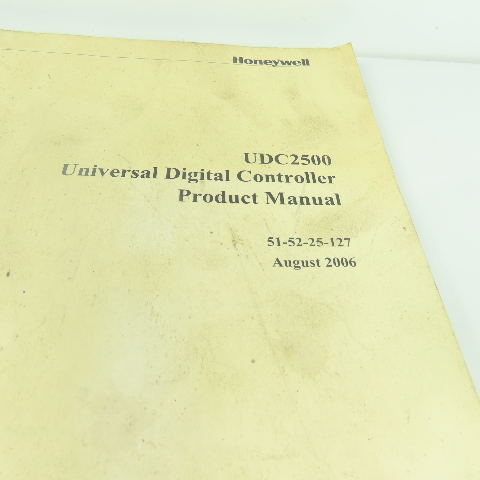 Honeywell
UDC2500
Universal Digital Controller
Product Manual
51-52-25-127
August 2006